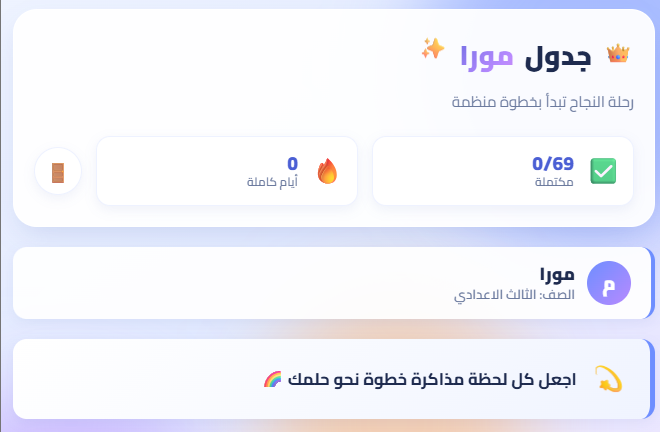 👑 جدول مورا ✨
رحلة النجاح تبدأ بخطوة منظمة
✅ 0/69
مكتملة
🔥 0
أيام كاملة
🚪
م
مورا
الصف: الثالث الاعدادي
💫 اجعل كل لحظة مذاكرة خطوة نحو حلمك 🌈